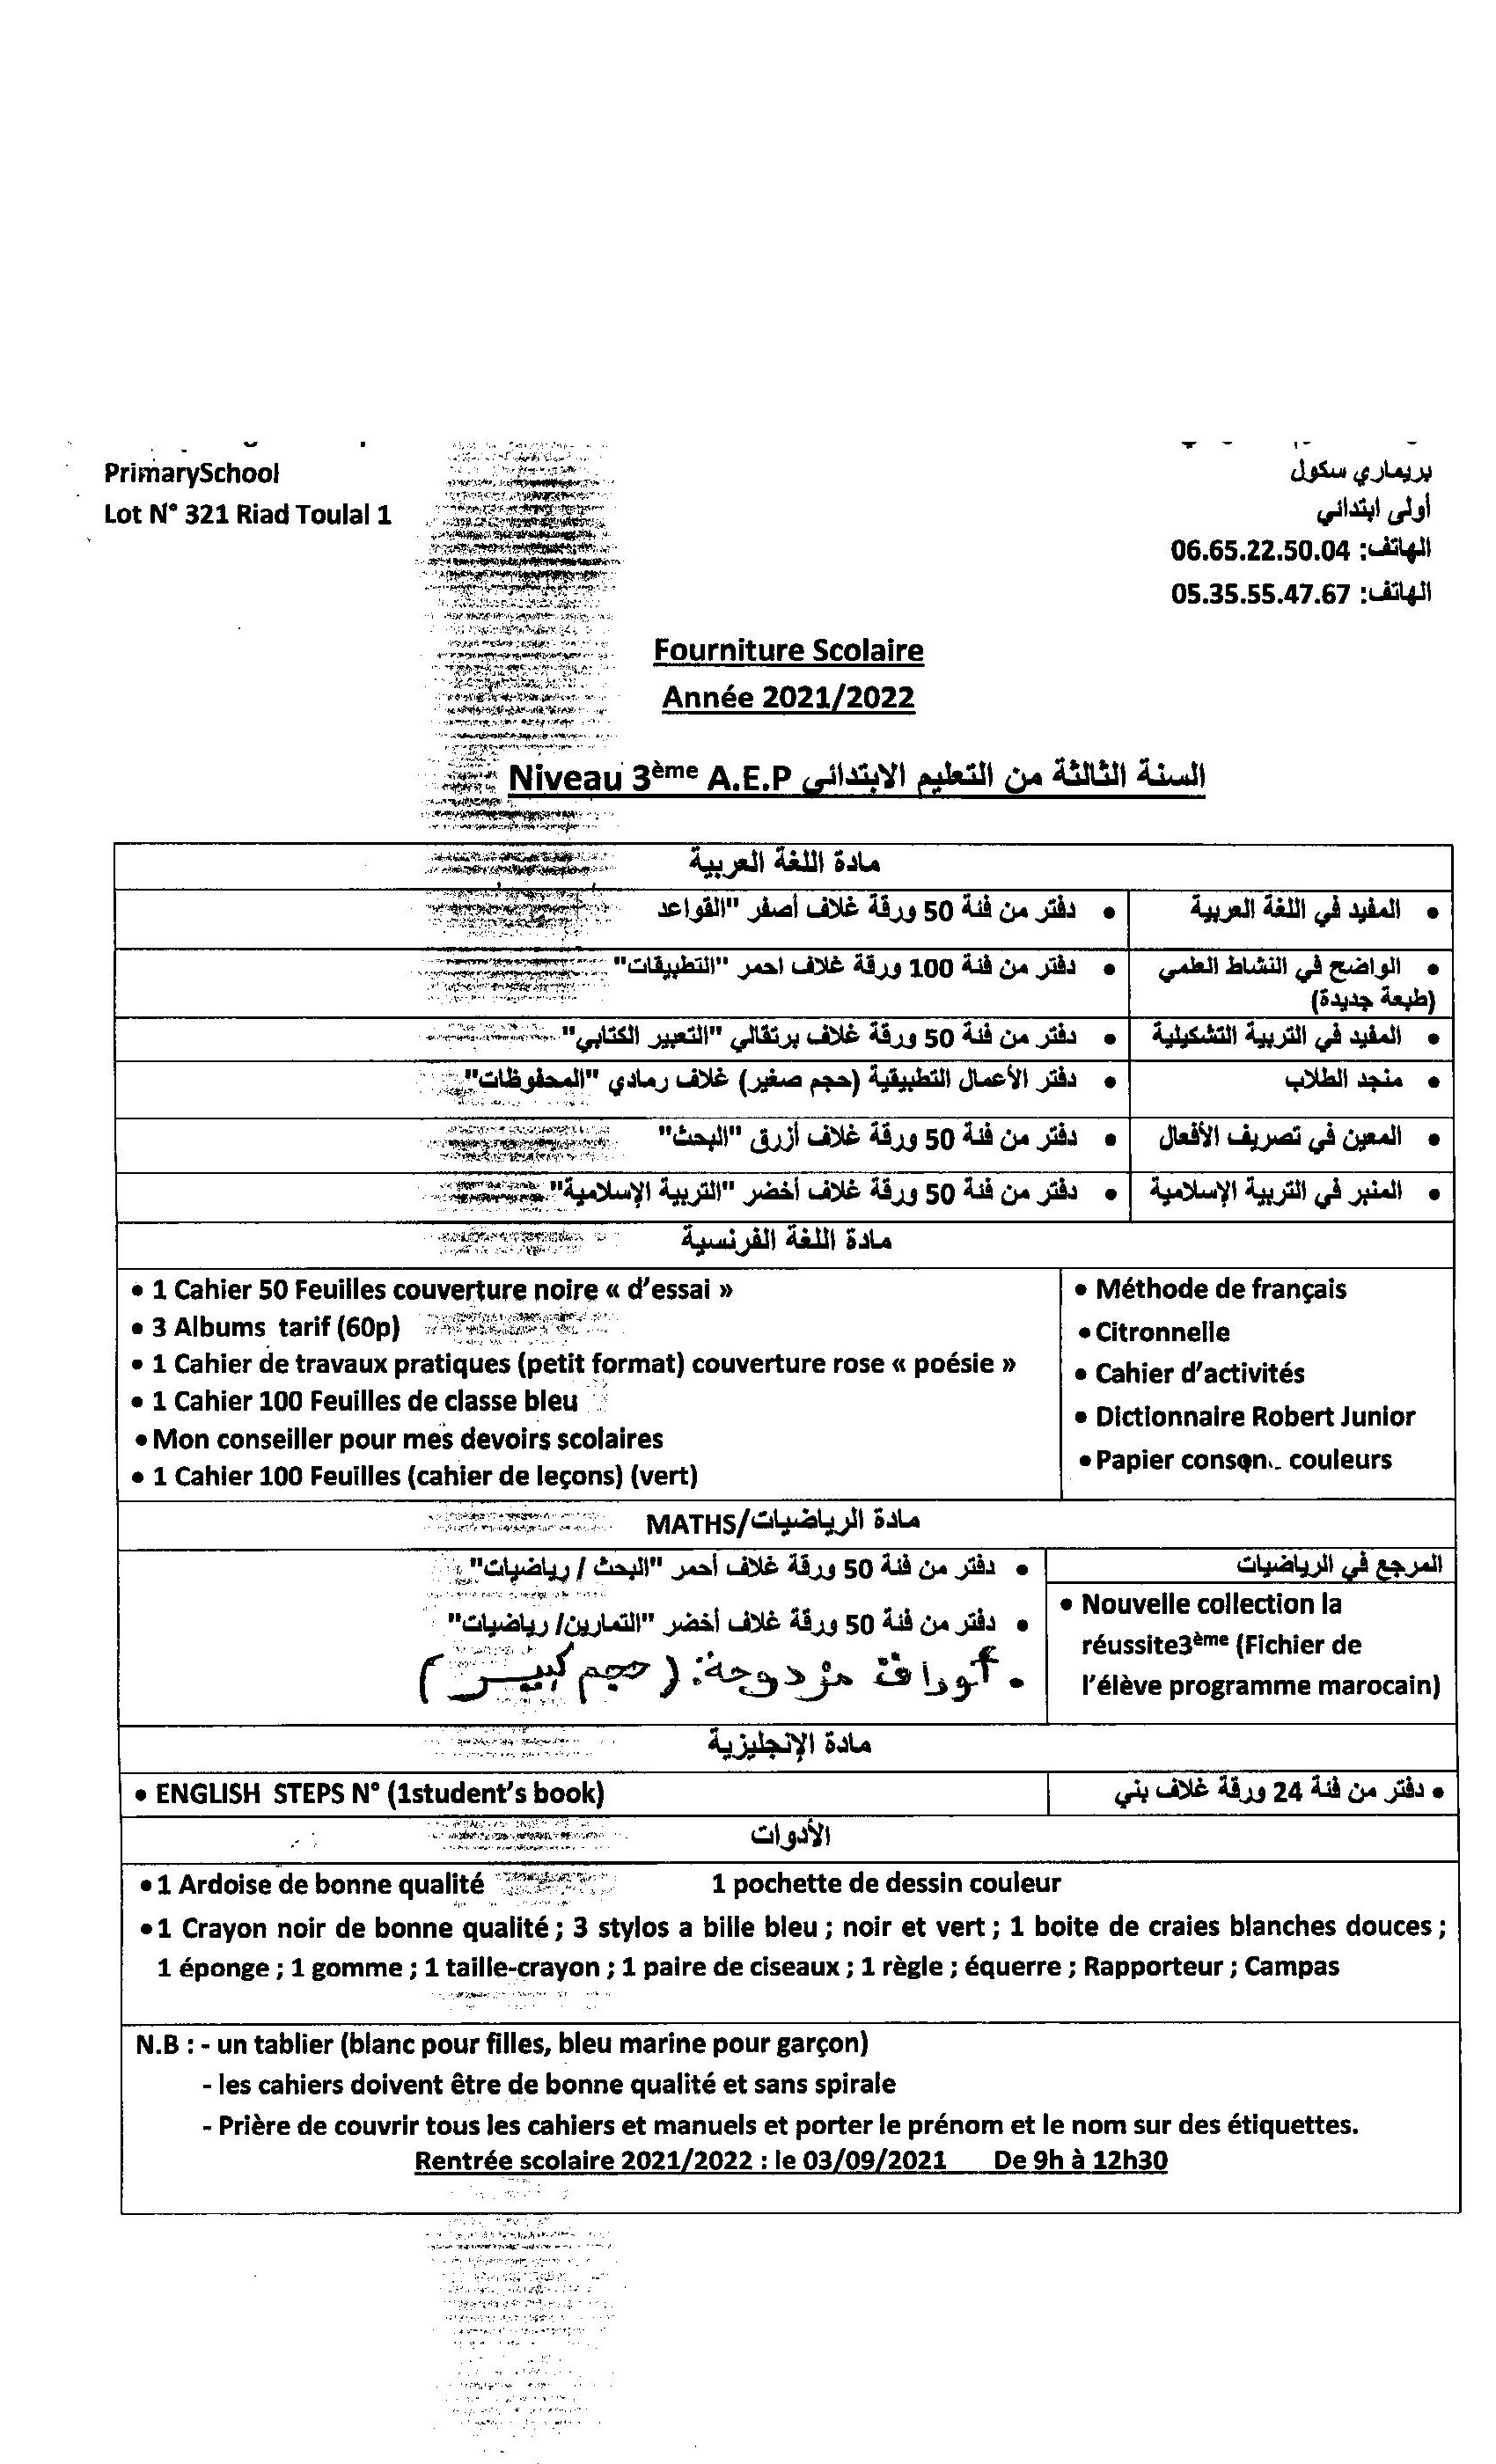 PrimarySchool
Lot N° 321 Riad Toulal 1
بريماري سكول
أولى ابتدائي
الهاتف: 06.65.22.50.04
الهاتف: 05.35.55.47.67
Fourniture Scolaire
Année 2021/2022
Niveau 3ème A.E.P السنة الثالثة من التعليم الابتدائي
مادة اللغة العربية
• المفيد في اللغة العربية
• دفتر من فئة 50 ورقة غلاف أصفر "القواعد
• الواضح في النشاط العلمي
(طبعة جديدة)
• دفتر من فئة 100 ورقة غلاف احمر "التطبيقات"
• المفيد في التربية التشكيلية
• دفتر من فئة 50 ورقة غلاف برتقالي "التعبير الكتابي"
• منجد الطلاب
• دفتر الأعمال التطبيقية (حجم صغير) غلاف رمادي "المحفوظات"
• المعين في تصريف الأفعال
• دفتر من فئة 50 ورقة غلاف أزرق "البحث"
• المنبر في التربية الإسلامية
• دفتر من فئة 50 ورقة غلاف أخضر "التربية الإسلامية"
مادة اللغة الفرنسية
• 1 Cahier 50 Feuilles couverture noire « d’essai »
• 3 Albums tarif (60p)
• 1 Cahier de travaux pratiques (petit format) couverture rose « poésie »
• 1 Cahier 100 Feuilles de classe bleu
• Mon conseiller pour mes devoirs scolaires
• 1 Cahier 100 Feuilles (cahier de leçons) (vert)
• Méthode de français
• Citronnelle
• Cahier d’activités
• Dictionnaire Robert Junior
• Papier couleurs
مادة الرياضيات/MATHS
المرجع في الرياضيات
• Nouvelle collection la
réussite3ème (Fichier de
l’élève programme marocain)
• دفتر من فئة 50 ورقة غلاف أحمر "البحث / رياضيات"
• دفتر من فئة 50 ورقة غلاف أخضر "التمارين/ رياضيات"
• أوراق مزدوجة: (حجم كبير)
مادة الإنجليزية
• ENGLISH STEPS N° (1student’s book)
• دفتر من فئة 24 ورقة غلاف بني
الأدوات
• 1 Ardoise de bonne qualité 1 pochette de dessin couleur
• 1 Crayon noir de bonne qualité ; 3 stylos a bille bleu ; noir et vert ; 1 boite de craies blanches douces ;
1 éponge ; 1 gomme ; 1 taille-crayon ; 1 paire de ciseaux ; 1 règle ; équerre ; Rapporteur ; Campas
N.B : - un tablier (blanc pour filles, bleu marine pour garçon)
- les cahiers doivent être de bonne qualité et sans spirale
- Prière de couvrir tous les cahiers et manuels et porter le prénom et le nom sur des étiquettes.
Rentrée scolaire 2021/2022 : le 03/09/2021 De 9h à 12h30